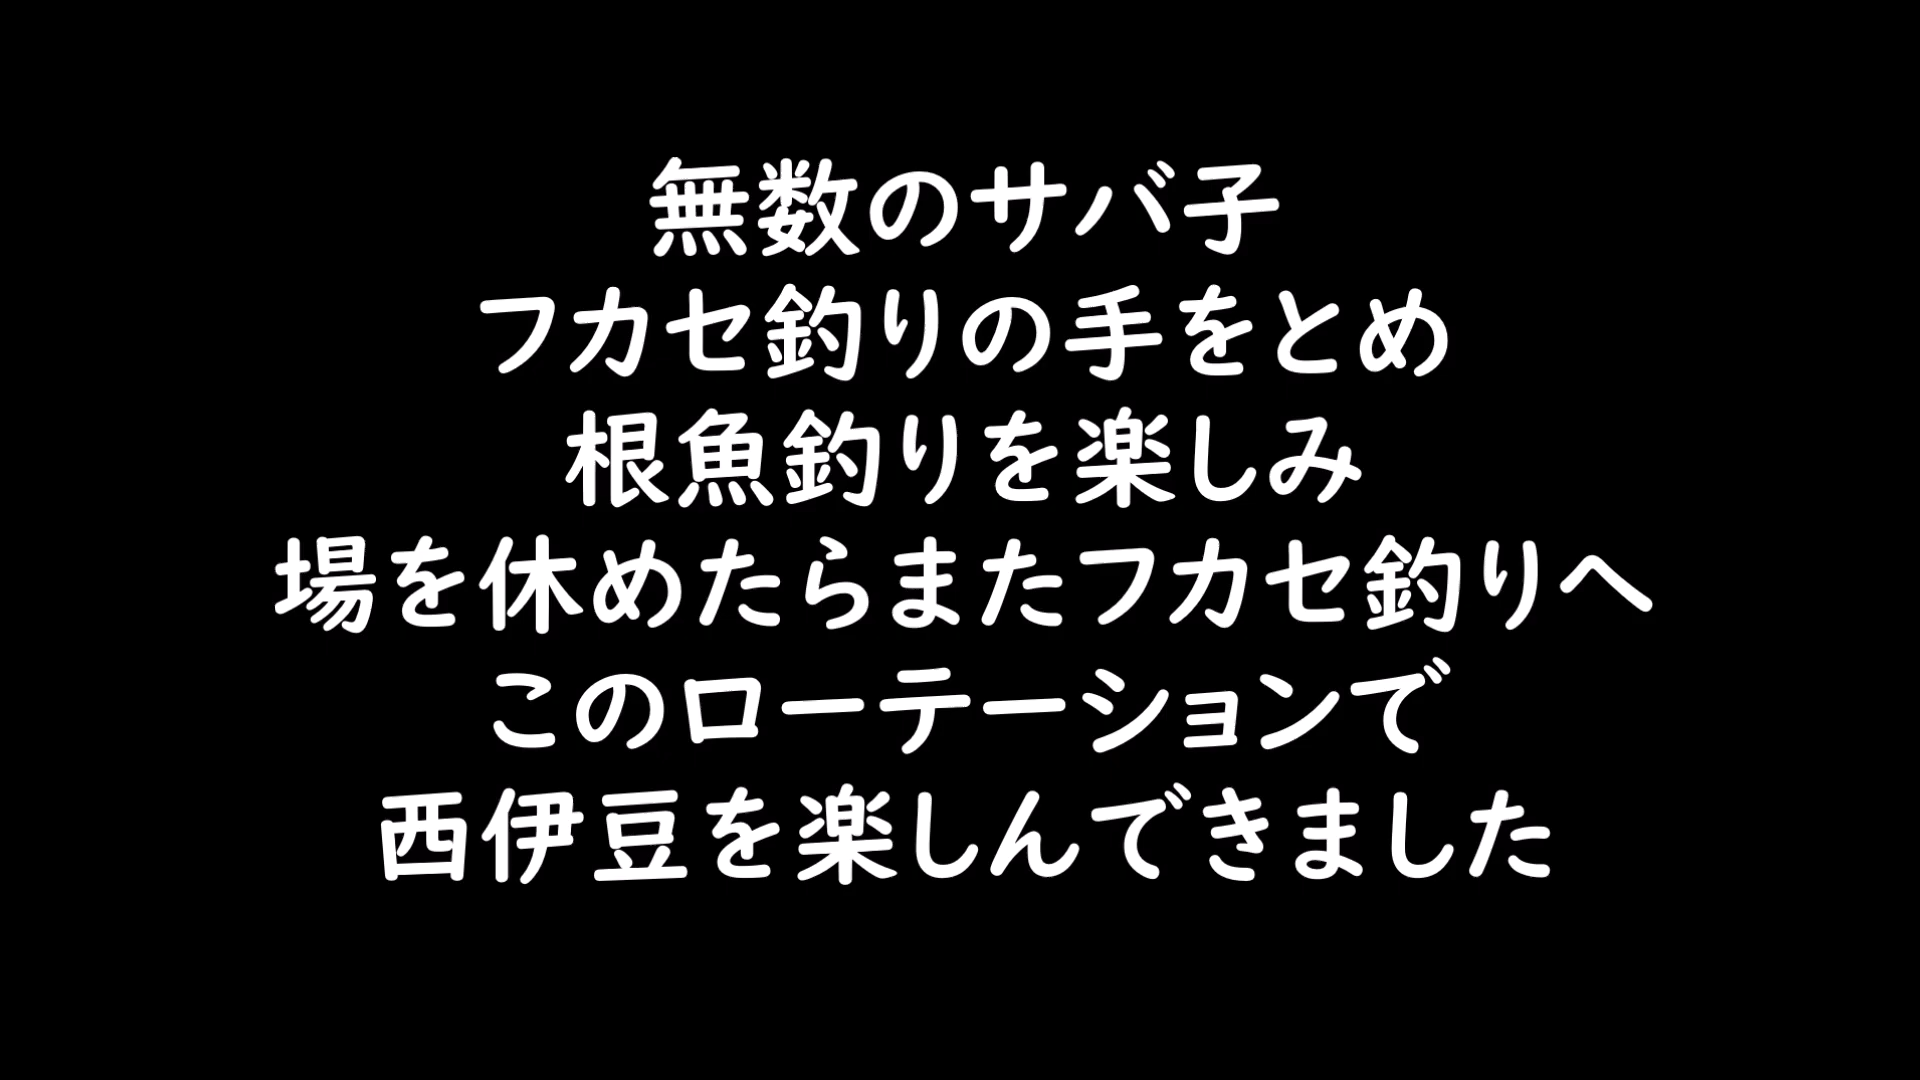 無数のサバ子
フカセ釣りの手をとめ
根魚釣りを楽しみ
場を休めたらまたフカセ釣りへ
このローテーションで
西伊豆を楽しんできました